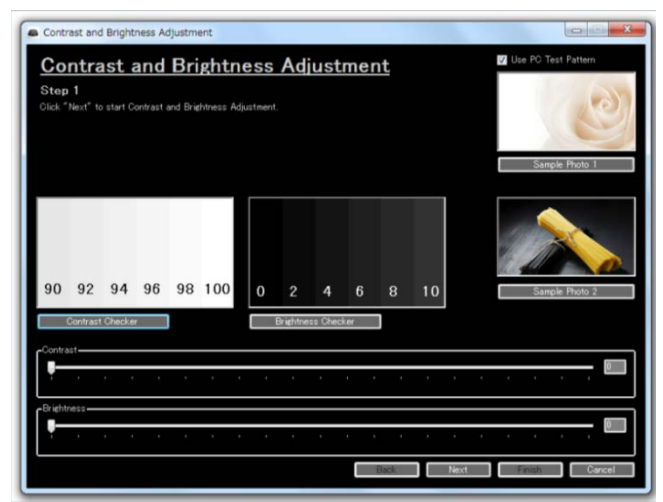 Contrast and Brightness Adjustment
Contrast and Brightness Adjustment
Use PC Test Pattern
Step 1
Click "Next" to start Contrast and Brightness Adjustment.
Sample Photo 1
90 92 94 96 98 100
0 2 4 6 8 10
Sample Photo 2
Contrast Checker
Brightness Checker
Contrast
0
Brightness
0
Back
Next
Finish
Cancel